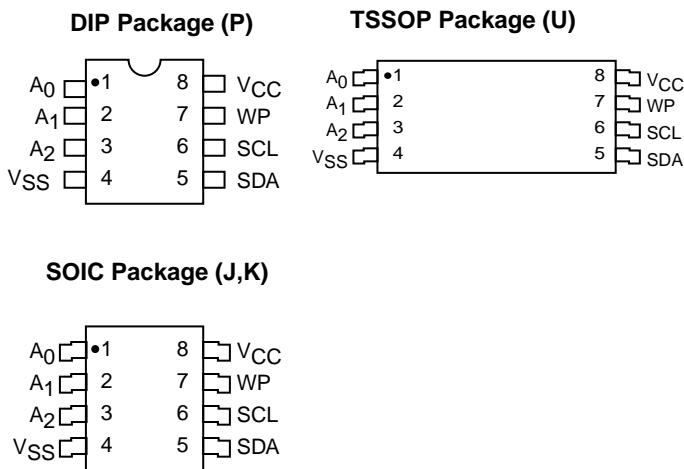 DIP Package (P)
A0 1 8 VCC
A1 2 7 WP
A2 3 6 SCL
VSS 4 5 SDA
TSSOP Package (U)
A0 1 8 VCC
A1 2 7 WP
A2 3 6 SCL
VSS 4 5 SDA
SOIC Package (J,K)
A0 1 8 VCC
A1 2 7 WP
A2 3 6 SCL
VSS 4 5 SDA